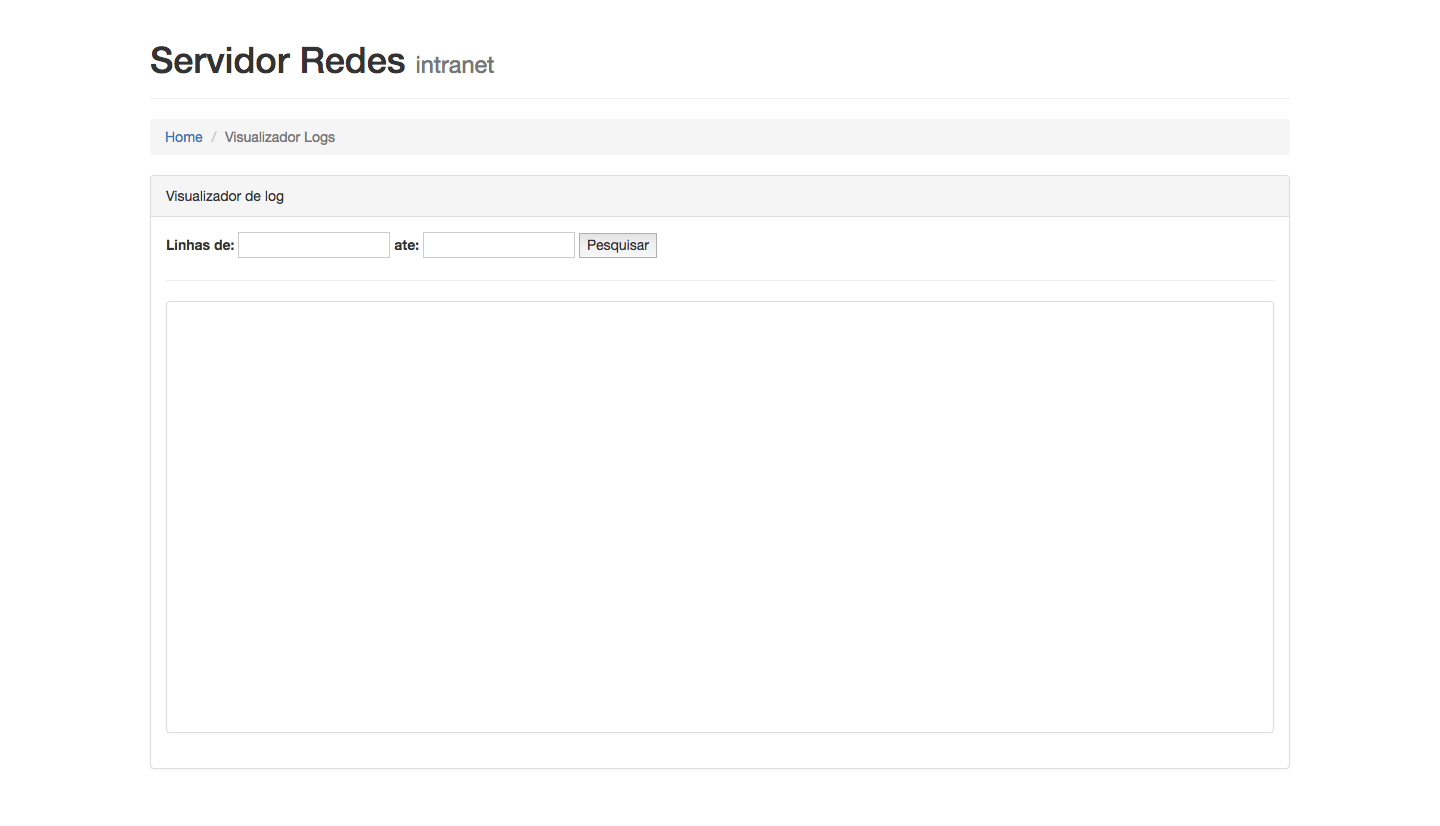 Servidor Redes intranet
Home / Visualizador Logs
Visualizador de log
Linhas de: ate: Pesquisar